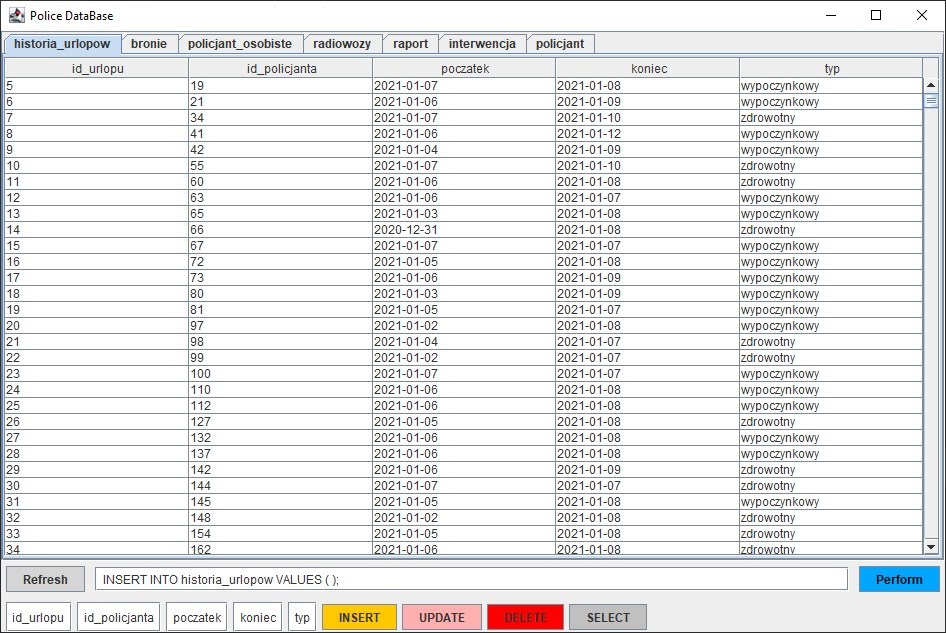 Police DataBase
historia_urlopow bronie policjant_osobiste radiowozy raport interwencja policjant
id_urlopu id_policjanta poczatek koniec typ
5 19 2021-01-07 2021-01-08 wypoczynkowy
6 21 2021-01-06 2021-01-09 wypoczynkowy
7 34 2021-01-07 2021-01-10 zdrowotny
8 41 2021-01-06 2021-01-12 wypoczynkowy
9 42 2021-01-04 2021-01-09 wypoczynkowy
10 55 2021-01-07 2021-01-10 zdrowotny
11 60 2021-01-06 2021-01-08 zdrowotny
12 63 2021-01-06 2021-01-07 wypoczynkowy
13 65 2021-01-03 2021-01-08 wypoczynkowy
14 66 2020-12-31 2021-01-08 zdrowotny
15 67 2021-01-07 2021-01-07 wypoczynkowy
16 72 2021-01-05 2021-01-08 wypoczynkowy
17 73 2021-01-06 2021-01-09 wypoczynkowy
18 80 2021-01-03 2021-01-09 wypoczynkowy
19 81 2021-01-05 2021-01-07 wypoczynkowy
20 97 2021-01-02 2021-01-08 wypoczynkowy
21 98 2021-01-04 2021-01-07 zdrowotny
22 99 2021-01-02 2021-01-07 zdrowotny
23 100 2021-01-07 2021-01-07 wypoczynkowy
24 110 2021-01-06 2021-01-08 wypoczynkowy
25 112 2021-01-06 2021-01-08 wypoczynkowy
26 127 2021-01-05 2021-01-08 zdrowotny
27 132 2021-01-06 2021-01-08 wypoczynkowy
28 137 2021-01-06 2021-01-08 wypoczynkowy
29 142 2021-01-06 2021-01-09 zdrowotny
30 144 2021-01-07 2021-01-07 zdrowotny
31 145 2021-01-05 2021-01-08 wypoczynkowy
32 148 2021-01-02 2021-01-08 zdrowotny
33 154 2021-01-05 2021-01-08 zdrowotny
34 162 2021-01-06 2021-01-08 zdrowotny
Refresh INSERT INTO historia_urlopow VALUES ( ); Perform
id_urlopu id_policjanta poczatek koniec typ INSERT UPDATE DELETE SELECT